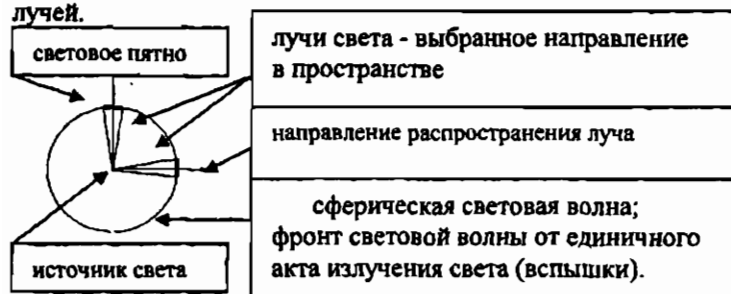 лучей.
световое пятно
лучи света - выбранное направление
в пространстве
направление распространения луча
сферическая световая волна;
фронт световой волны от единичного
акта излучения света (вспышки).
источник света